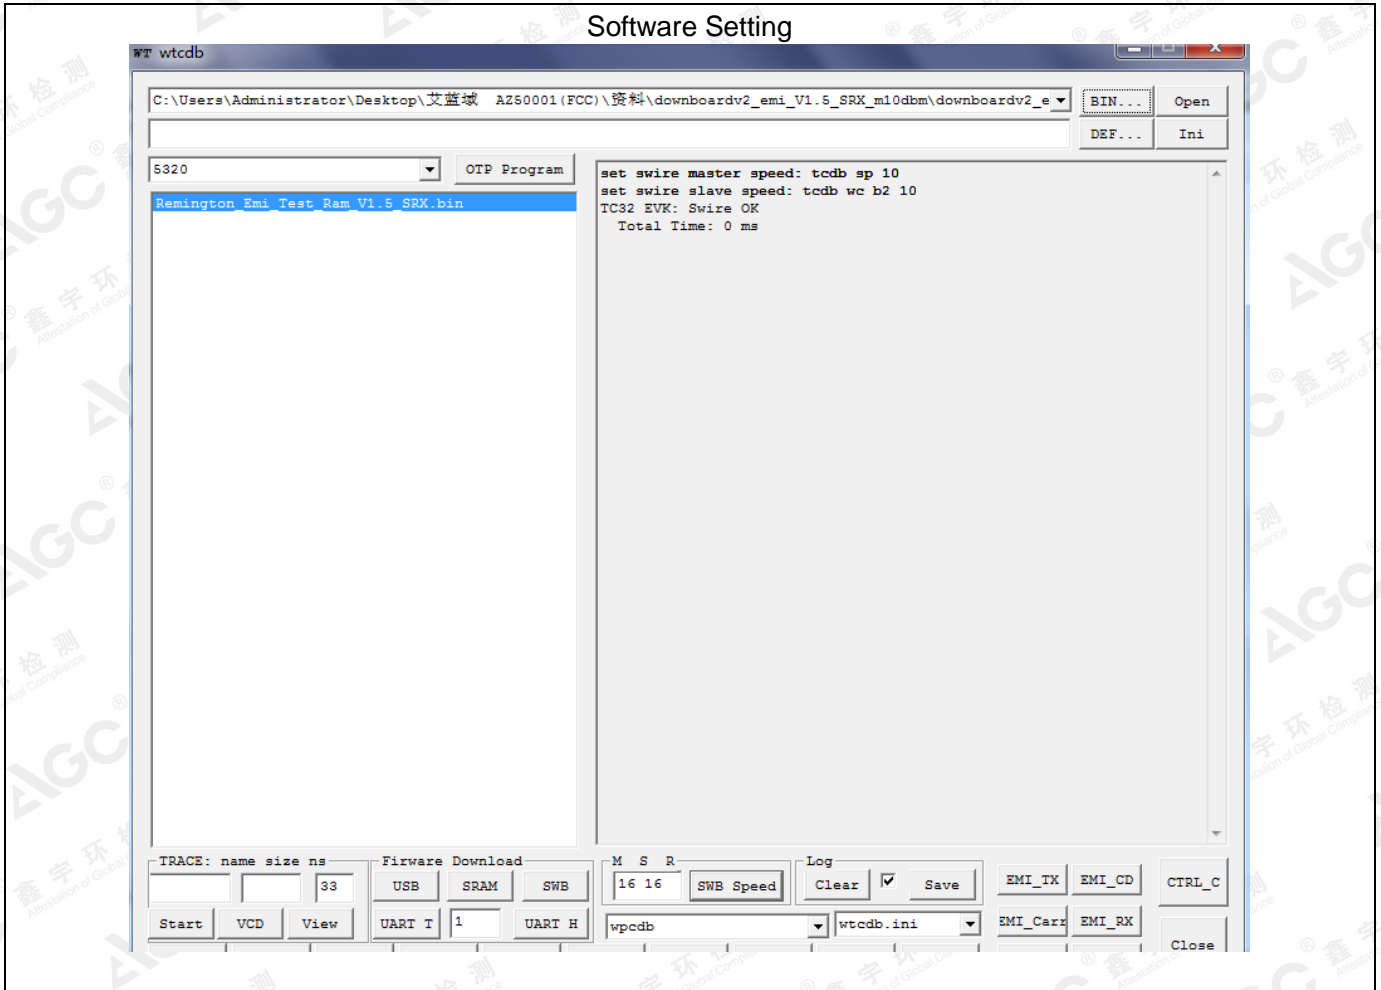 Software Setting
wtcdb
C:\Users\Administrator\Desktop\艾蓝域 AZ50001(FCC)\资料\downboardv2_emi_V1.5_SRX_m10dbm\downboardv2_e
BIN...
Open
DEF...
Ini
5320
OTP Program
Remington_Emi_Test_Ram_V1.5_SRX.bin
set swire master speed: tcdb sp 10
set swire slave speed: tcdb wc b2 10
TC32 EVK: Swire OK
Total Time: 0 ms
TRACE: name size ns
33
Start
VCD
View
Firware Download
USB
SRAM
SWB
UART T
1
UART H
M S R
16 16
SWB Speed
Log
Clear
Save
wpcdb
wtcdb.ini
EMI_TX
EMI_CD
EMI_Carr
EMI_RX
CTRL_C
Close